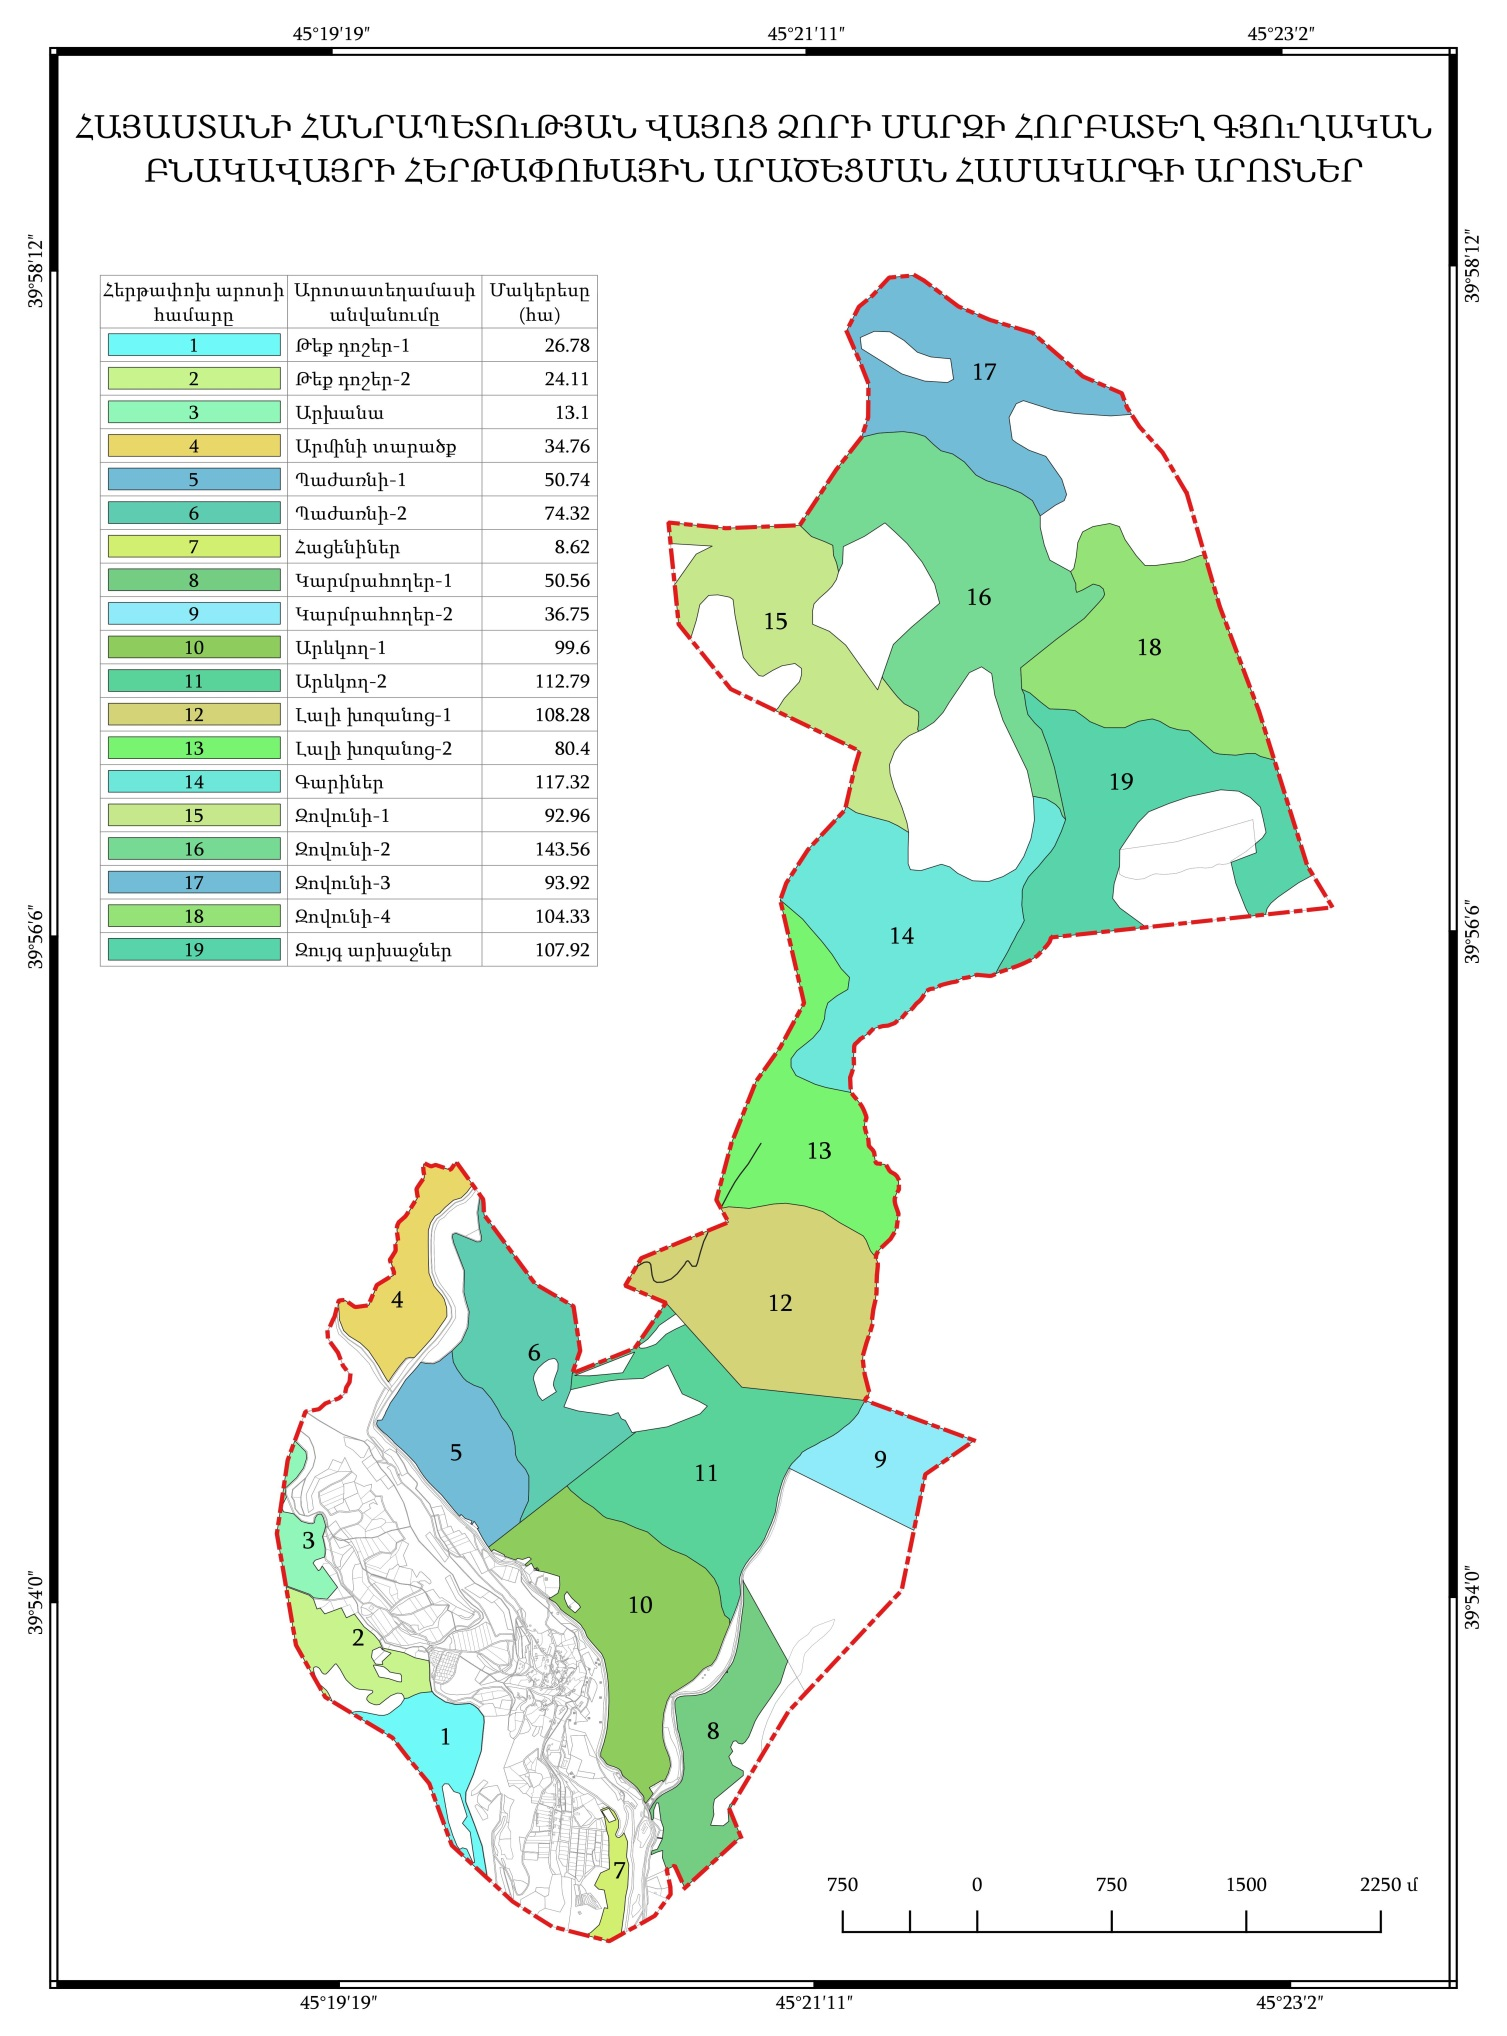 45°19'19" 45°21'11" 45°23'2"
ՀԱՅԱՍՏԱՆԻ ՀԱՆՐԱՊԵՏՈւԹՅԱՆ ՎԱՅՈՑ ՁՈՐԻ ՄԱՐԶԻ ՀՈՐԲԱՏԵՂ ԳՅՈւՂԱԿԱՆ
ԲՆԱԿԱՎԱՅՐԻ ՀԵՐԹԱՓՈԽԱՅԻՆ ԱՐԱԾԵՑՄԱՆ ՀԱՄԱԿԱՐԳԻ ԱՐՈՏՆԵՐ
39°58'12" 39°58'12"
Հերթափոխ արոտի համարը Արոտատեղամասի անվանումը Մակերեսը (հա)
1 Թեք դոշեր-1 26.78
2 Թեք դոշեր-2 24.11
3 Արխանա 13.1
4 Արմինի տարածք 34.76
5 Պաժառնի-1 50.74
6 Պաժառնի-2 74.32
7 Հացենիներ 8.62
8 Կարմրահողեր-1 50.56
9 Կարմրահողեր-2 36.75
10 Արևկող-1 99.6
11 Արևկող-2 112.79
12 Լալի խոզանոց-1 108.28
13 Լալի խոզանոց-2 80.4
14 Գարիներ 117.32
15 Զովունի-1 92.96
16 Զովունի-2 143.56
17 Զովունի-3 93.92
18 Զովունի-4 104.33
19 Զույգ արխաջներ 107.92
17
16
15
18
19
39°56'6" 39°56'6"
14
13
4
12
6
5
9
11
3
39°54'0" 39°54'0"
10
2
8
1
7
750 0 750 1500 2250 մ
45°19'19" 45°21'11" 45°23'2"